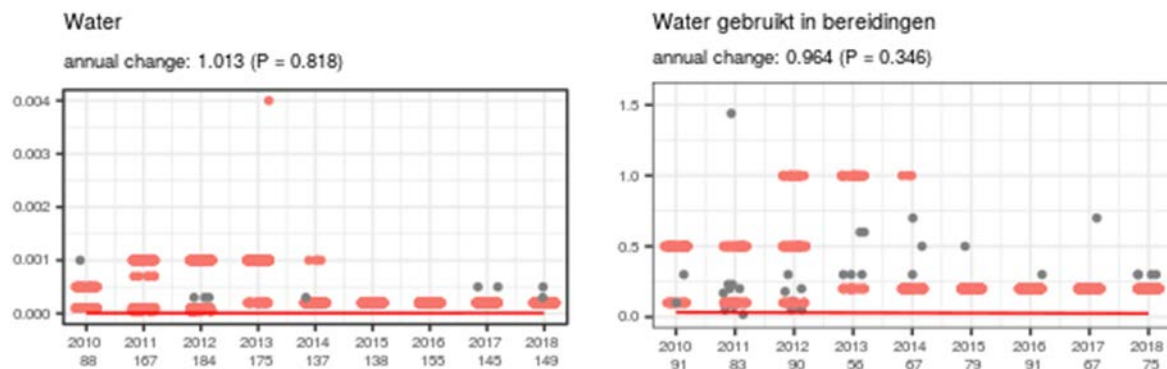 Water
annual change: 1.013 (P = 0.818)
0.004
0.003
0.002
0.001
0.000
2010 2011 2012 2013 2014 2015 2016 2017 2018
88 167 184 175 137 138 155 145 149
Water gebruikt in bereidingen
annual change: 0.964 (P = 0.346)
1.5
1.0
0.5
0.0
2010 2011 2012 2013 2014 2015 2016 2017 2018
91 83 90 56 67 79 91 67 75